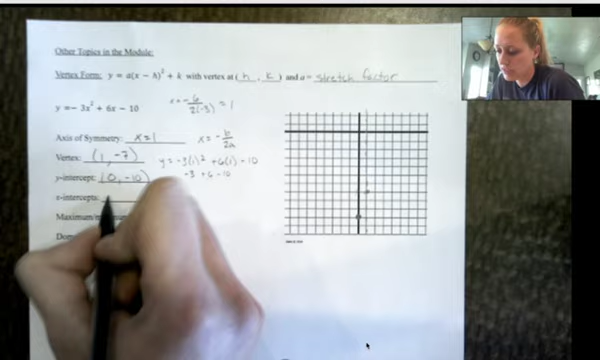 Other Topics in the Module:
Vertex Form: y = a(x − h)² + k with vertex at ( h , k ) and a = stretch factor
y = − 3x² + 6x − 10
x = - 6/2(-3) = 1
Axis of Symmetry: x=1
x = - b/2a
Vertex: (1, -7)
y = -3(1)² + 6(1) - 10
y-intercept: (0, -10)
-3 + 6 - 10
x-intercepts: